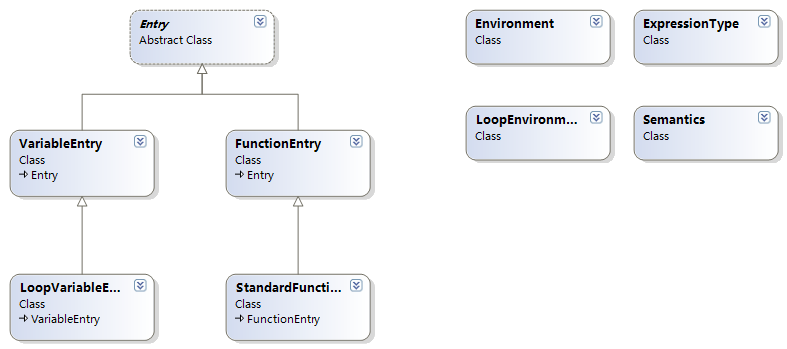 Entry
Abstract Class
Environment
Class
ExpressionType
Class
LoopEnvironm...
Class
Semantics
Class
VariableEntry
Class
Entry
FunctionEntry
Class
Entry
LoopVariableE...
Class
VariableEntry
StandardFuncti...
Class
FunctionEntry